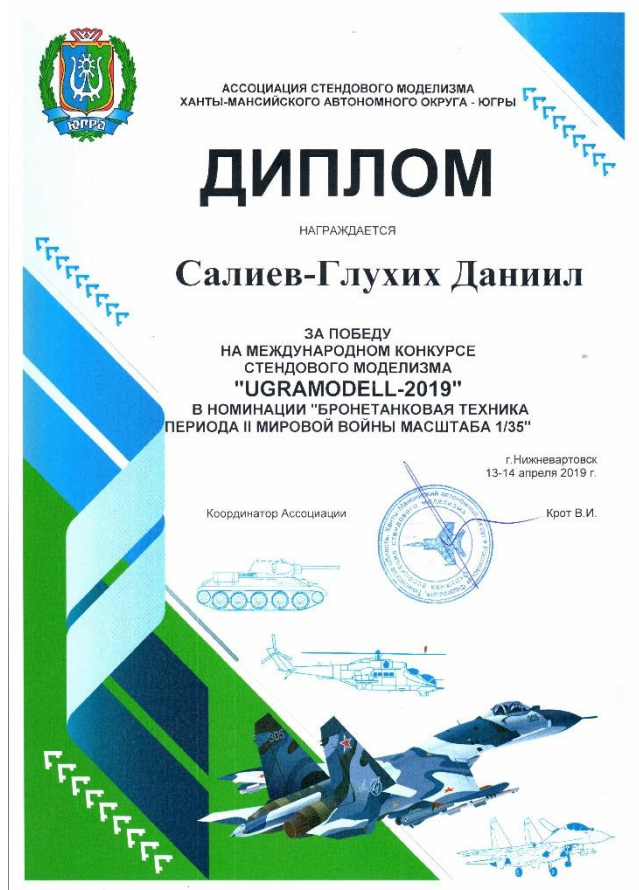 АССОЦИАЦИЯ СТЕНДОВОГО МОДЕЛИЗМА
ХАНТЫ-МАНСИЙСКОГО АВТОНОМНОГО ОКРУГА - ЮГРЫ
ЮГРА
ДИПЛОМ
НАГРАЖДАЕТСЯ
Салиев-Глухих Даниил
ЗА ПОБЕДУ
НА МЕЖДУНАРОДНОМ КОНКУРСЕ
СТЕНДОВОГО МОДЕЛИЗМА
"UGRAMODELL-2019"
В НОМИНАЦИИ "БРОНЕТАНКОВАЯ ТЕХНИКА
ПЕРИОДА II МИРОВОЙ ВОЙНЫ МАСШТАБА 1/35"
г.Нижневартовск
13-14 апреля 2019 г.
Координатор Ассоциации
Крот В.И.
305
305